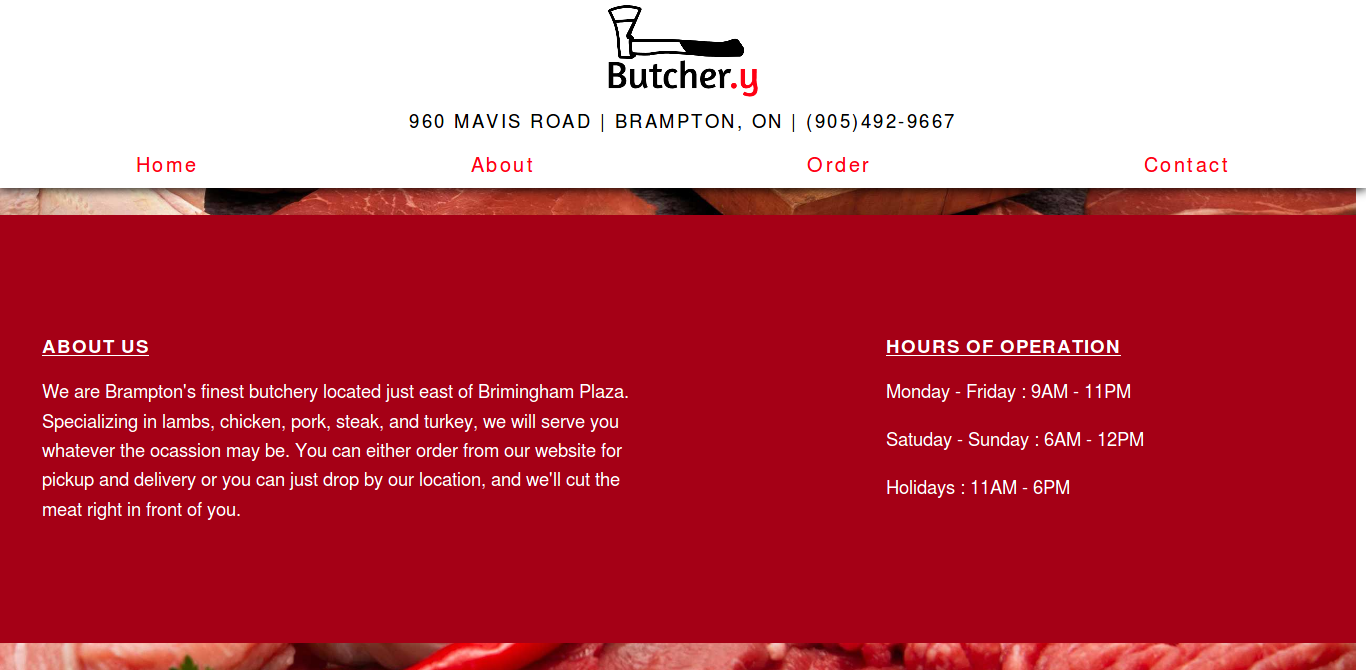 Butcher.y
960 MAVIS ROAD | BRAMPTON, ON | (905)492-9667
Home About Order Contact
ABOUT US
We are Brampton's finest butchery located just east of Brimingham Plaza.
Specializing in lambs, chicken, pork, steak, and turkey, we will serve you
whatever the ocassion may be. You can either order from our website for
pickup and delivery or you can just drop by our location, and we'll cut the
meat right in front of you.
HOURS OF OPERATION
Monday - Friday : 9AM - 11PM
Satuday - Sunday : 6AM - 12PM
Holidays : 11AM - 6PM